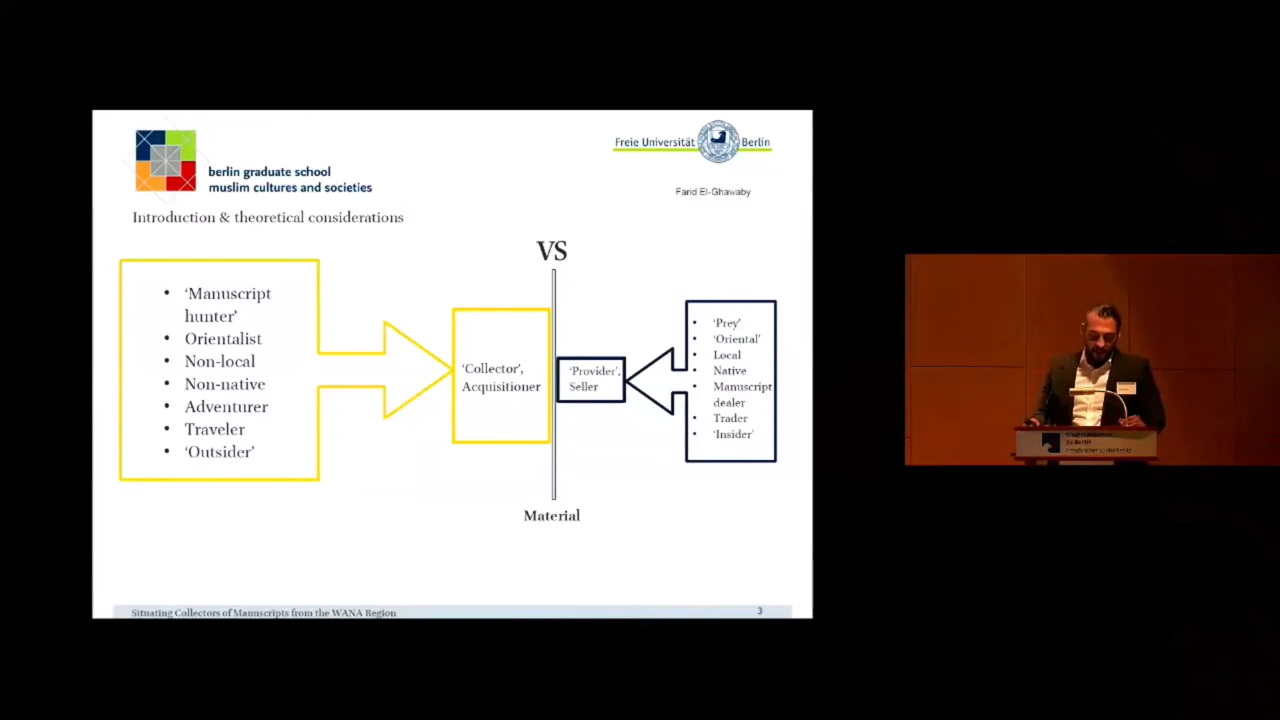 berlin graduate school
muslim cultures and societies
Freie Universität Berlin
Farid El-Ghawaby
Introduction & theoretical considerations
VS
• 'Manuscript
hunter'
• Orientalist
• Non-local
• Non-native
• Adventurer
• Traveler
• 'Outsider'
'Collector',
Acquisitioner
'Provider',
Seller
• 'Prey'
• 'Oriental'
• Local
• Native
• Manuscript
dealer
• Trader
• 'Insider'
Material
Situating Collectors of Manuscripts from the WANA Region
3